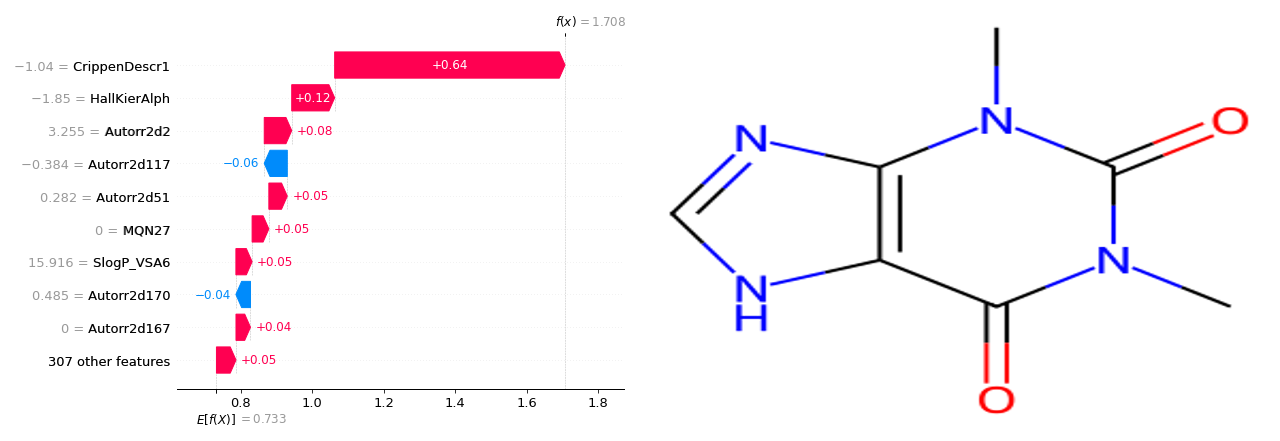 f(x) = 1.708
−1.04 = CrippenDescr1 +0.64
−1.85 = HallKierAlph +0.12
3.255 = Autorr2d2 +0.08
−0.384 = Autorr2d117 −0.06
0.282 = Autorr2d51 +0.05
0 = MQN27 +0.05
15.916 = SlogP_VSA6 +0.05
0.485 = Autorr2d170 −0.04
0 = Autorr2d167 +0.04
307 other features +0.05
0.8 1.0 1.2 1.4 1.6 1.8
E[f(X)] = 0.733
N
O
N
N
N
H
O